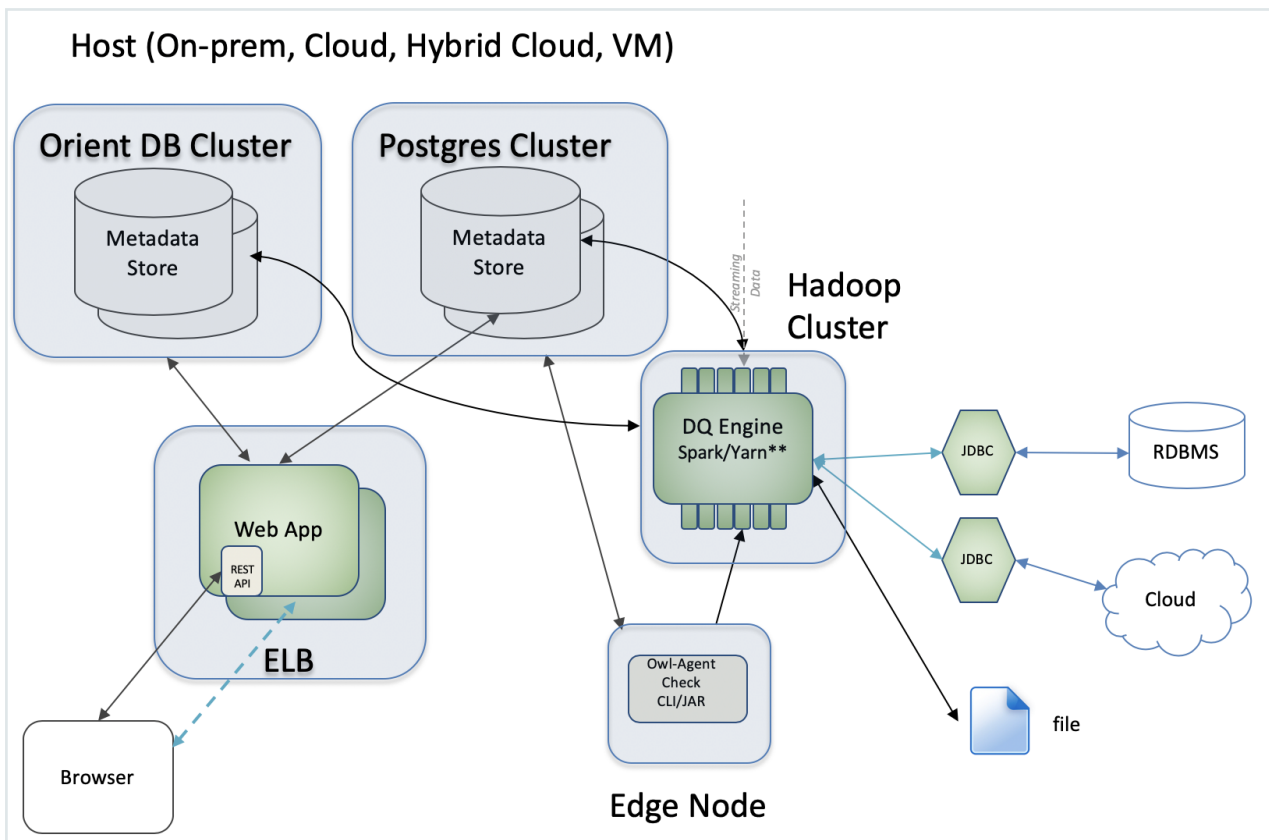 Host (On-prem, Cloud, Hybrid Cloud, VM)
Orient DB Cluster
Metadata
Store
Postgres Cluster
Metadata
Store
Streaming
Data
Hadoop
Cluster
DQ Engine
Spark/Yarn**
JDBC
RDBMS
JDBC
Cloud
Web App
REST
API
ELB
Owl-Agent
Check
CLI/JAR
file
Browser
Edge Node